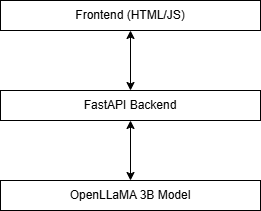 Frontend (HTML/JS)
FastAPI Backend
OpenLLaMA 3B Model